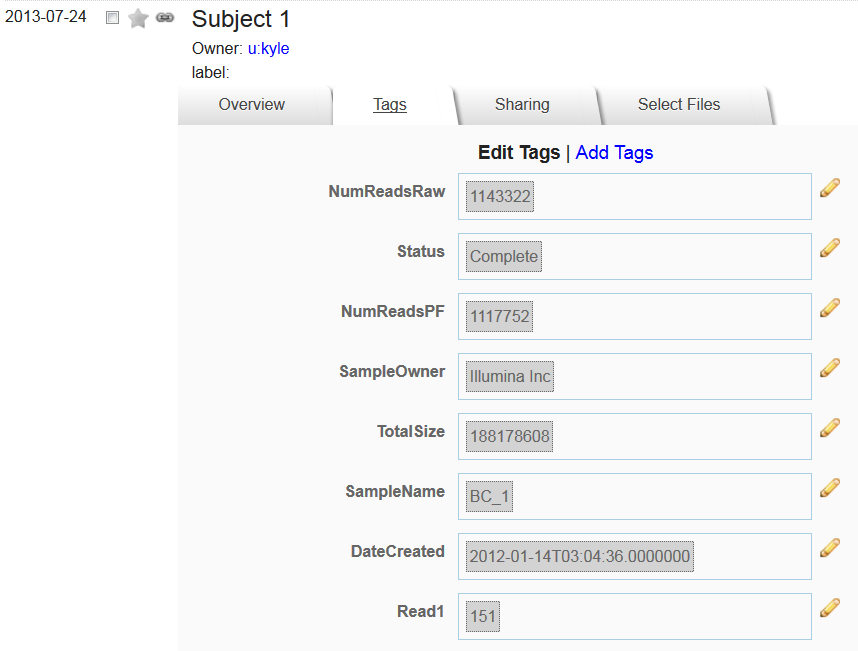 2013-07-24 Subject 1
Owner: u:kyle
label:
Overview Tags Sharing Select Files
Edit Tags | Add Tags
NumReadsRaw 1143322
Status Complete
NumReadsPF 1117752
SampleOwner Illumina Inc
TotalSize 188178608
SampleName BC_1
DateCreated 2012-01-14T03:04:36.0000000
Read1 151